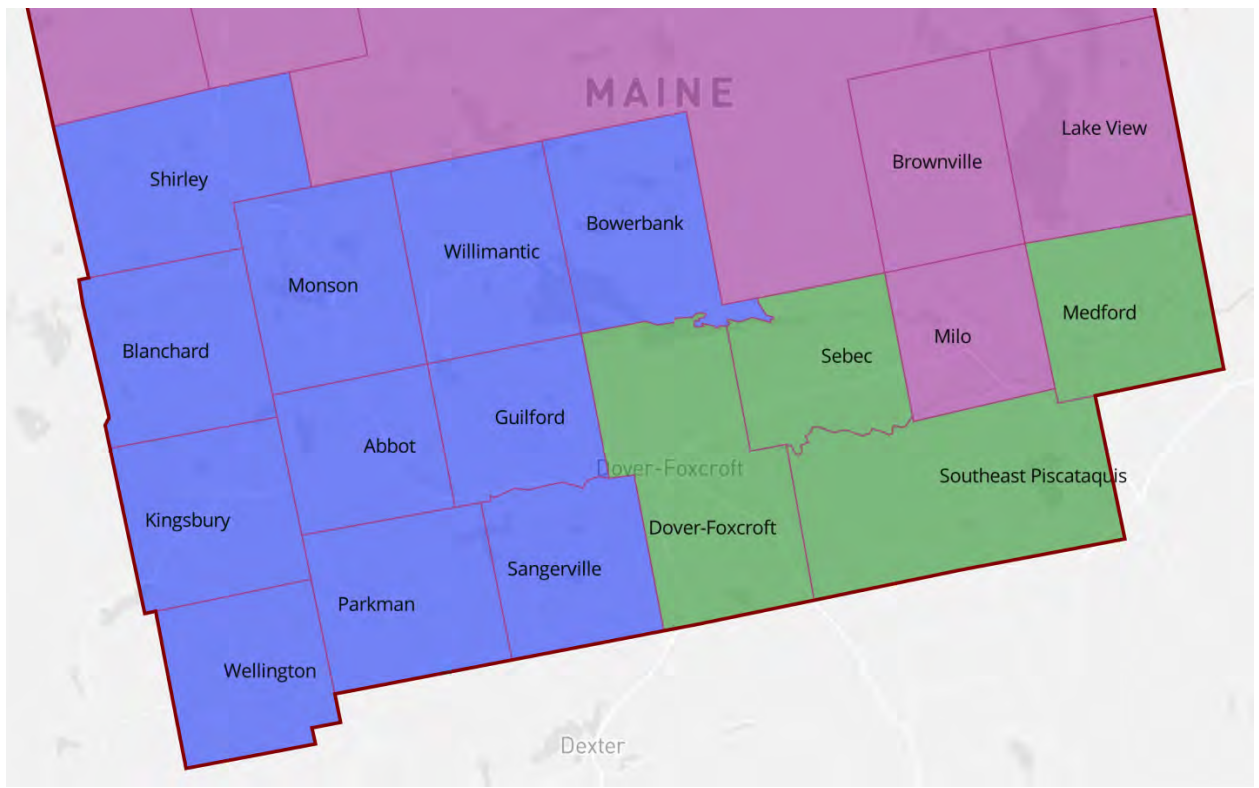 MAINE
Lake View
Brownville
Shirley
Bowerbank
Willimantic
Monson
Medford
Milo
Blanchard
Sebec
Guilford
Abbot
Dover-Foxcroft
Southeast Piscataquis
Kingsbury
Dover-Foxcroft
Sangerville
Parkman
Wellington
Dexter